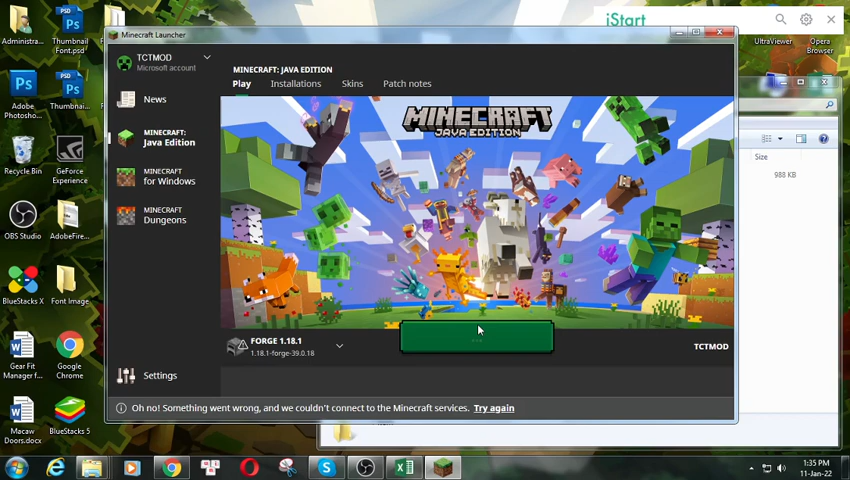 iStart
Minecraft Launcher
TCTMOD
Microsoft account
News
MINECRAFT:
Java Edition
MINECRAFT
for Windows
MINECRAFT
Dungeons
Settings
MINECRAFT: JAVA EDITION
Play
Installations
Skins
Patch notes
MINECRAFT
JAVA EDITION
FORGE 1.18.1
1.18.1-forge-39.0.18
...
TCTMOD
Oh no! Something went wrong, and we couldn't connect to the Minecraft services. Try again
Administra...
Thumbnail
Font.psd
Adobe
Photosho...
Thumbna...
Recycle Bin
GeForce
Experience
OBS Studio
AdobeFire...
BlueStacks X
Font Image
Gear Fit
Manager f...
Google
Chrome
Macaw
Doors.docx
BlueStacks 5
UltraViewer
Opera
Browser
Size
988 KB
1:35 PM
11-Jan-22